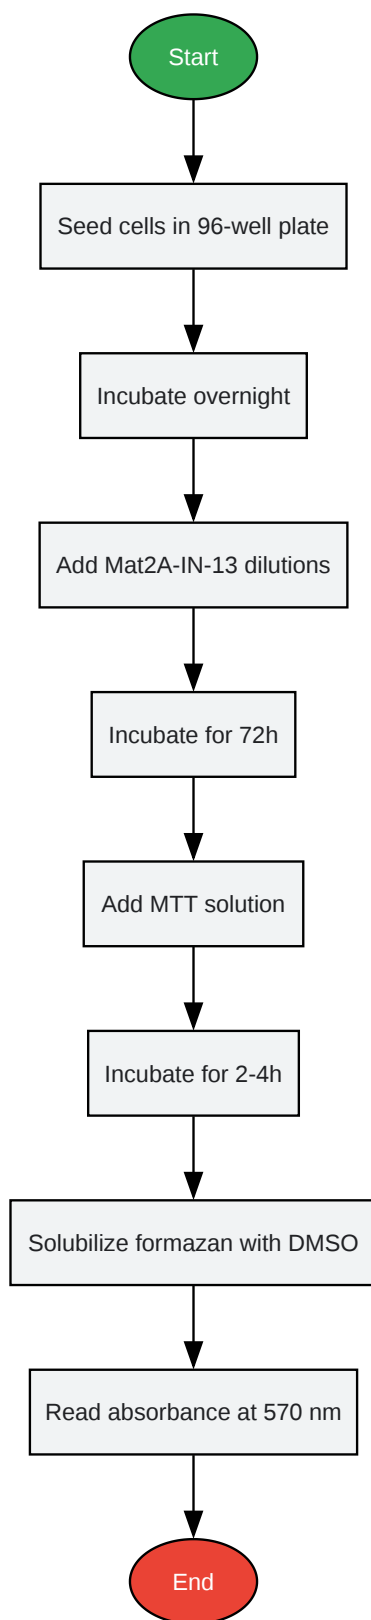 Start
Seed cells in 96-well plate
Incubate overnight
Add Mat2A-IN-13 dilutions
Incubate for 72h
Add MTT solution
Incubate for 2-4h
Solubilize formazan with DMSO
Read absorbance at 570 nm
End